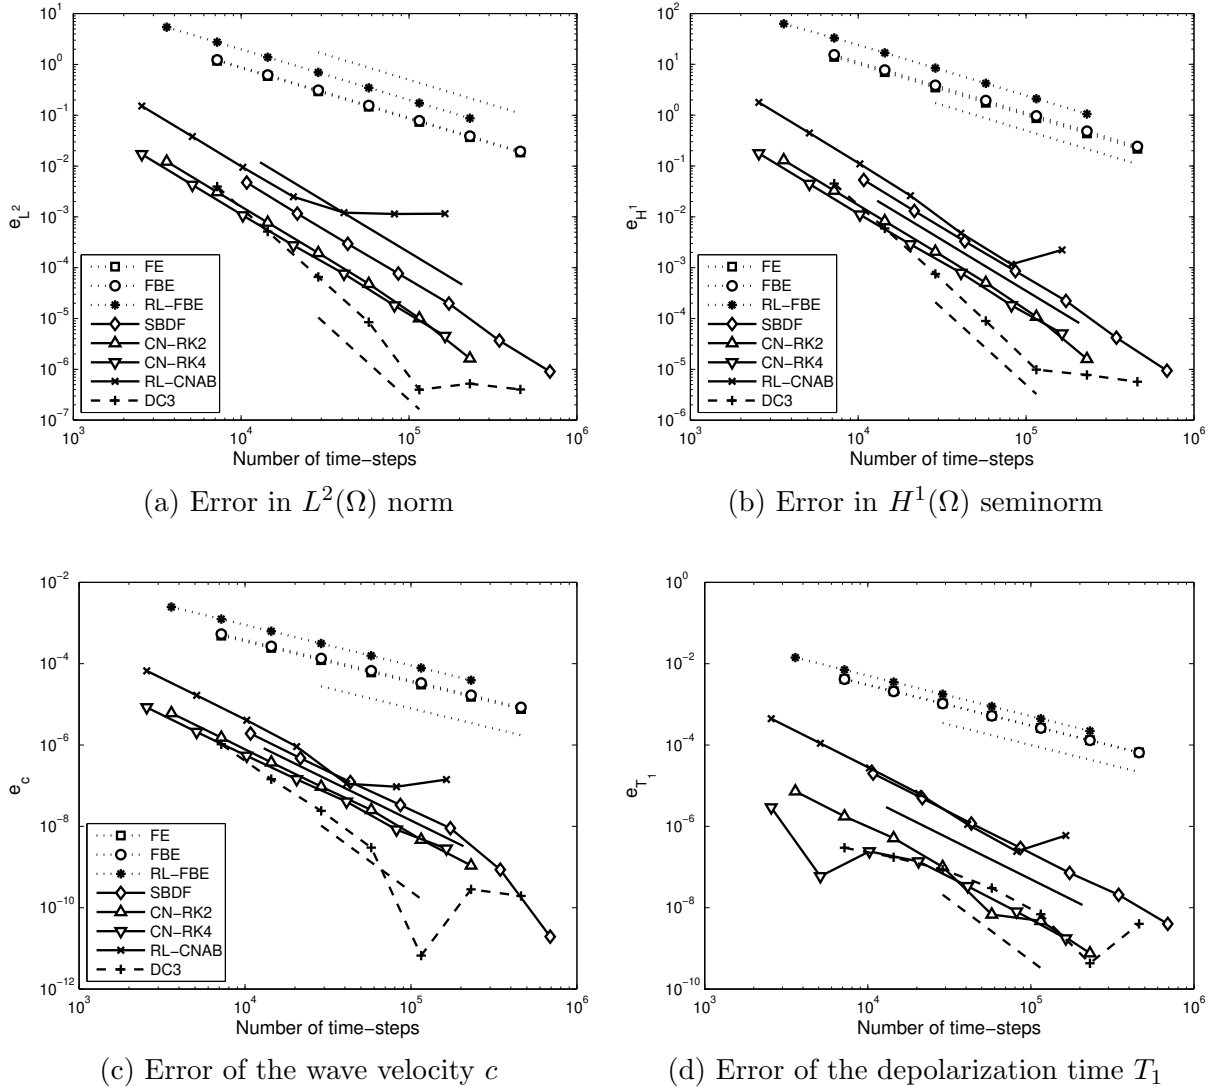 10^1
10^0
10^-1
10^-2
10^-3
10^-4
10^-5
10^-6
10^-7
e_{L^2}
FE
FBE
RL-FBE
SBDF
CN-RK2
CN-RK4
RL-CNAB
DC3
10^3 10^4 10^5 10^6
Number of time-steps
(a) Error in L^2(Ω) norm
10^2
10^1
10^0
10^-1
10^-2
10^-3
10^-4
10^-5
10^-6
e_{H^1}
FE
FBE
RL-FBE
SBDF
CN-RK2
CN-RK4
RL-CNAB
DC3
10^3 10^4 10^5 10^6
Number of time-steps
(b) Error in H^1(Ω) seminorm
10^-2
10^-4
10^-6
10^-8
10^-10
10^-12
e_c
FE
FBE
RL-FBE
SBDF
CN-RK2
CN-RK4
RL-CNAB
DC3
10^3 10^4 10^5 10^6
Number of time-steps
(c) Error of the wave velocity c
10^0
10^-2
10^-4
10^-6
10^-8
10^-10
e_{T_1}
10^3 10^4 10^5 10^6
Number of time-steps
(d) Error of the depolarization time T_1